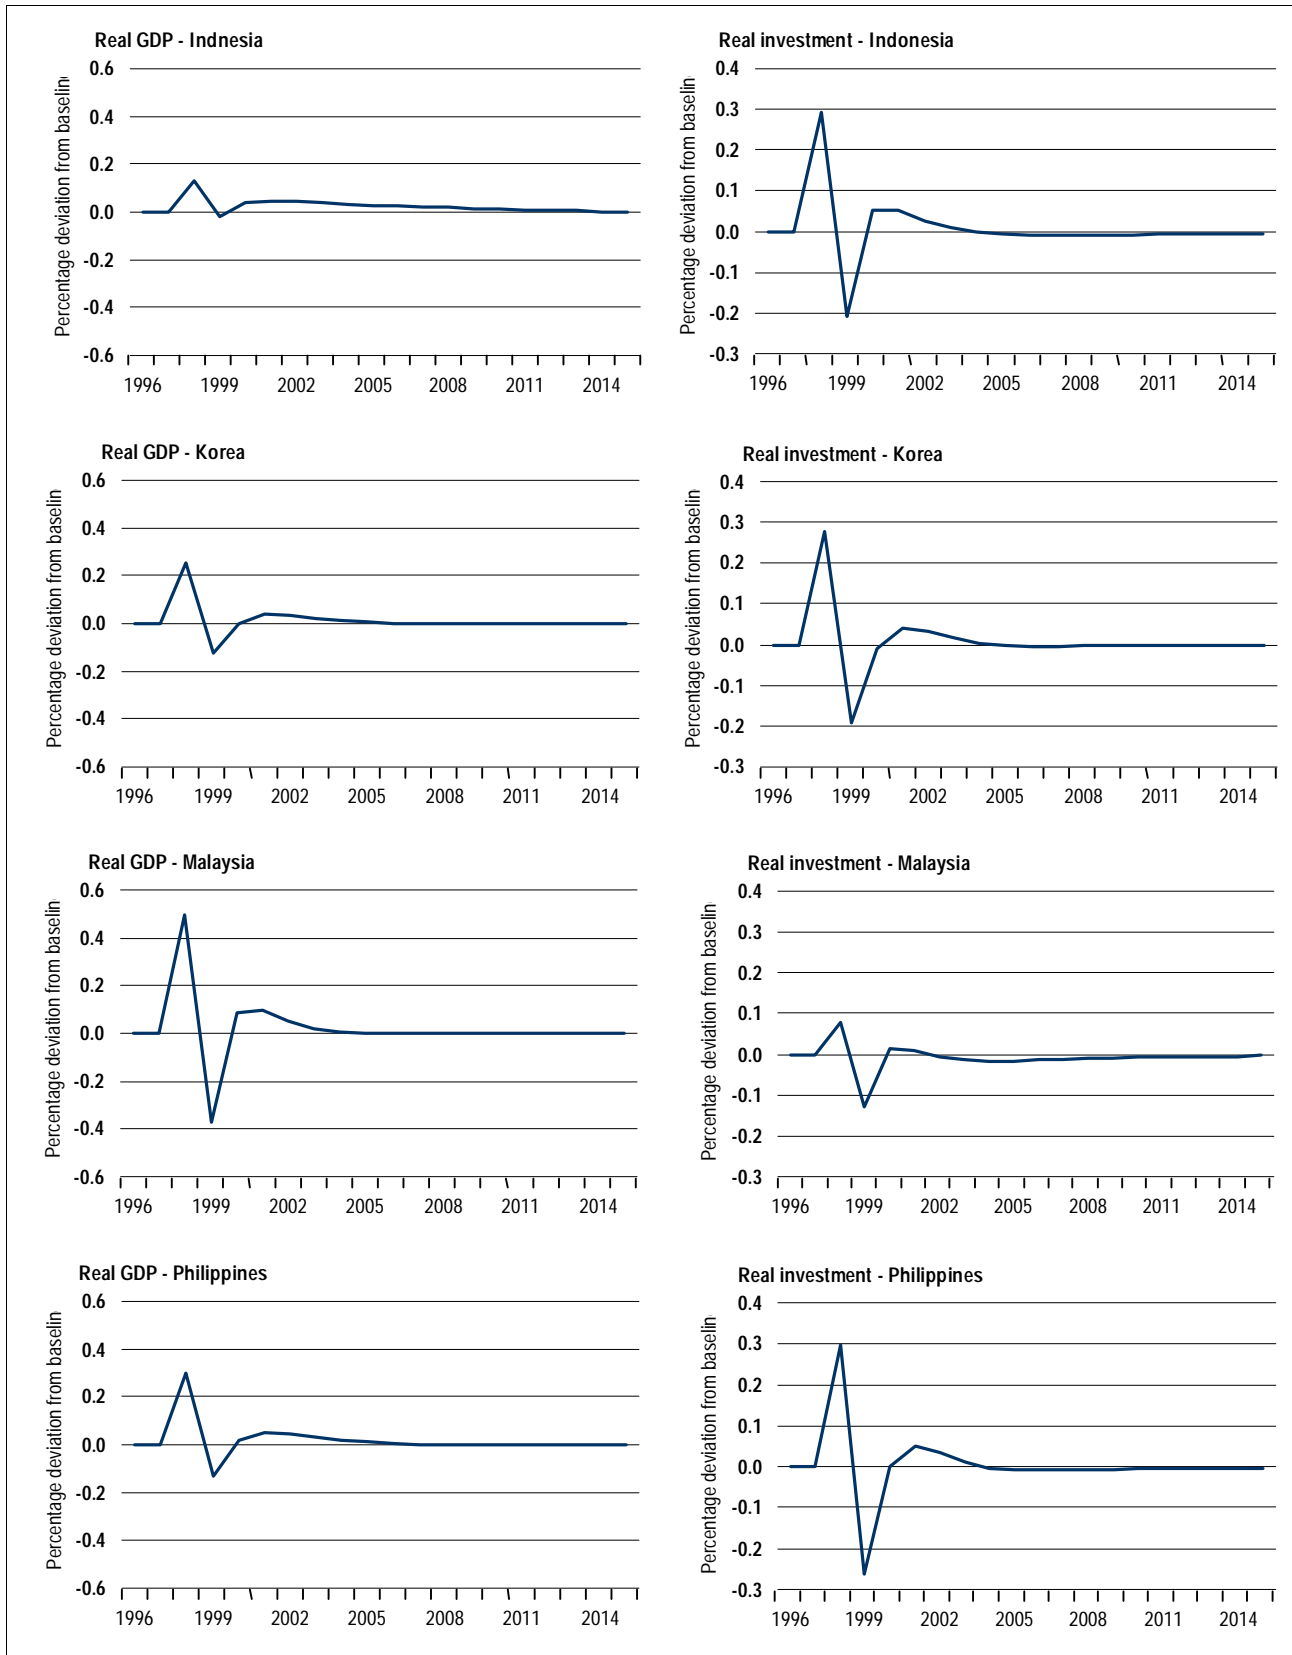 Real GDP - Indnesia
Percentage deviation from baselin
0.6
0.4
0.2
0.0
-0.2
-0.4
-0.6
1996 1999 2002 2005 2008 2011 2014
Real investment - Indonesia
Percentage deviation from baselin
0.4
0.3
0.2
0.1
0.0
-0.1
-0.2
-0.3
1996 1999 2002 2005 2008 2011 2014
Real GDP - Korea
Percentage deviation from baselin
0.6
0.4
0.2
0.0
-0.2
-0.4
-0.6
1996 1999 2002 2005 2008 2011 2014
Real investment - Korea
Percentage deviation from baselin
0.4
0.3
0.2
0.1
0.0
-0.1
-0.2
-0.3
1996 1999 2002 2005 2008 2011 2014
Real GDP - Malaysia
Percentage deviation from baselin
0.6
0.4
0.2
0.0
-0.2
-0.4
-0.6
1996 1999 2002 2005 2008 2011 2014
Real investment - Malaysia
Percentage deviation from baselin
0.4
0.3
0.2
0.1
0.0
-0.1
-0.2
-0.3
1996 1999 2002 2005 2008 2011 2014
Real GDP - Philippines
Percentage deviation from baselin
0.6
0.4
0.2
0.0
-0.2
-0.4
-0.6
1996 1999 2002 2005 2008 2011 2014
Real investment - Philippines
Percentage deviation from baselin
0.4
0.3
0.2
0.1
0.0
-0.1
-0.2
-0.3
1996 1999 2002 2005 2008 2011 2014